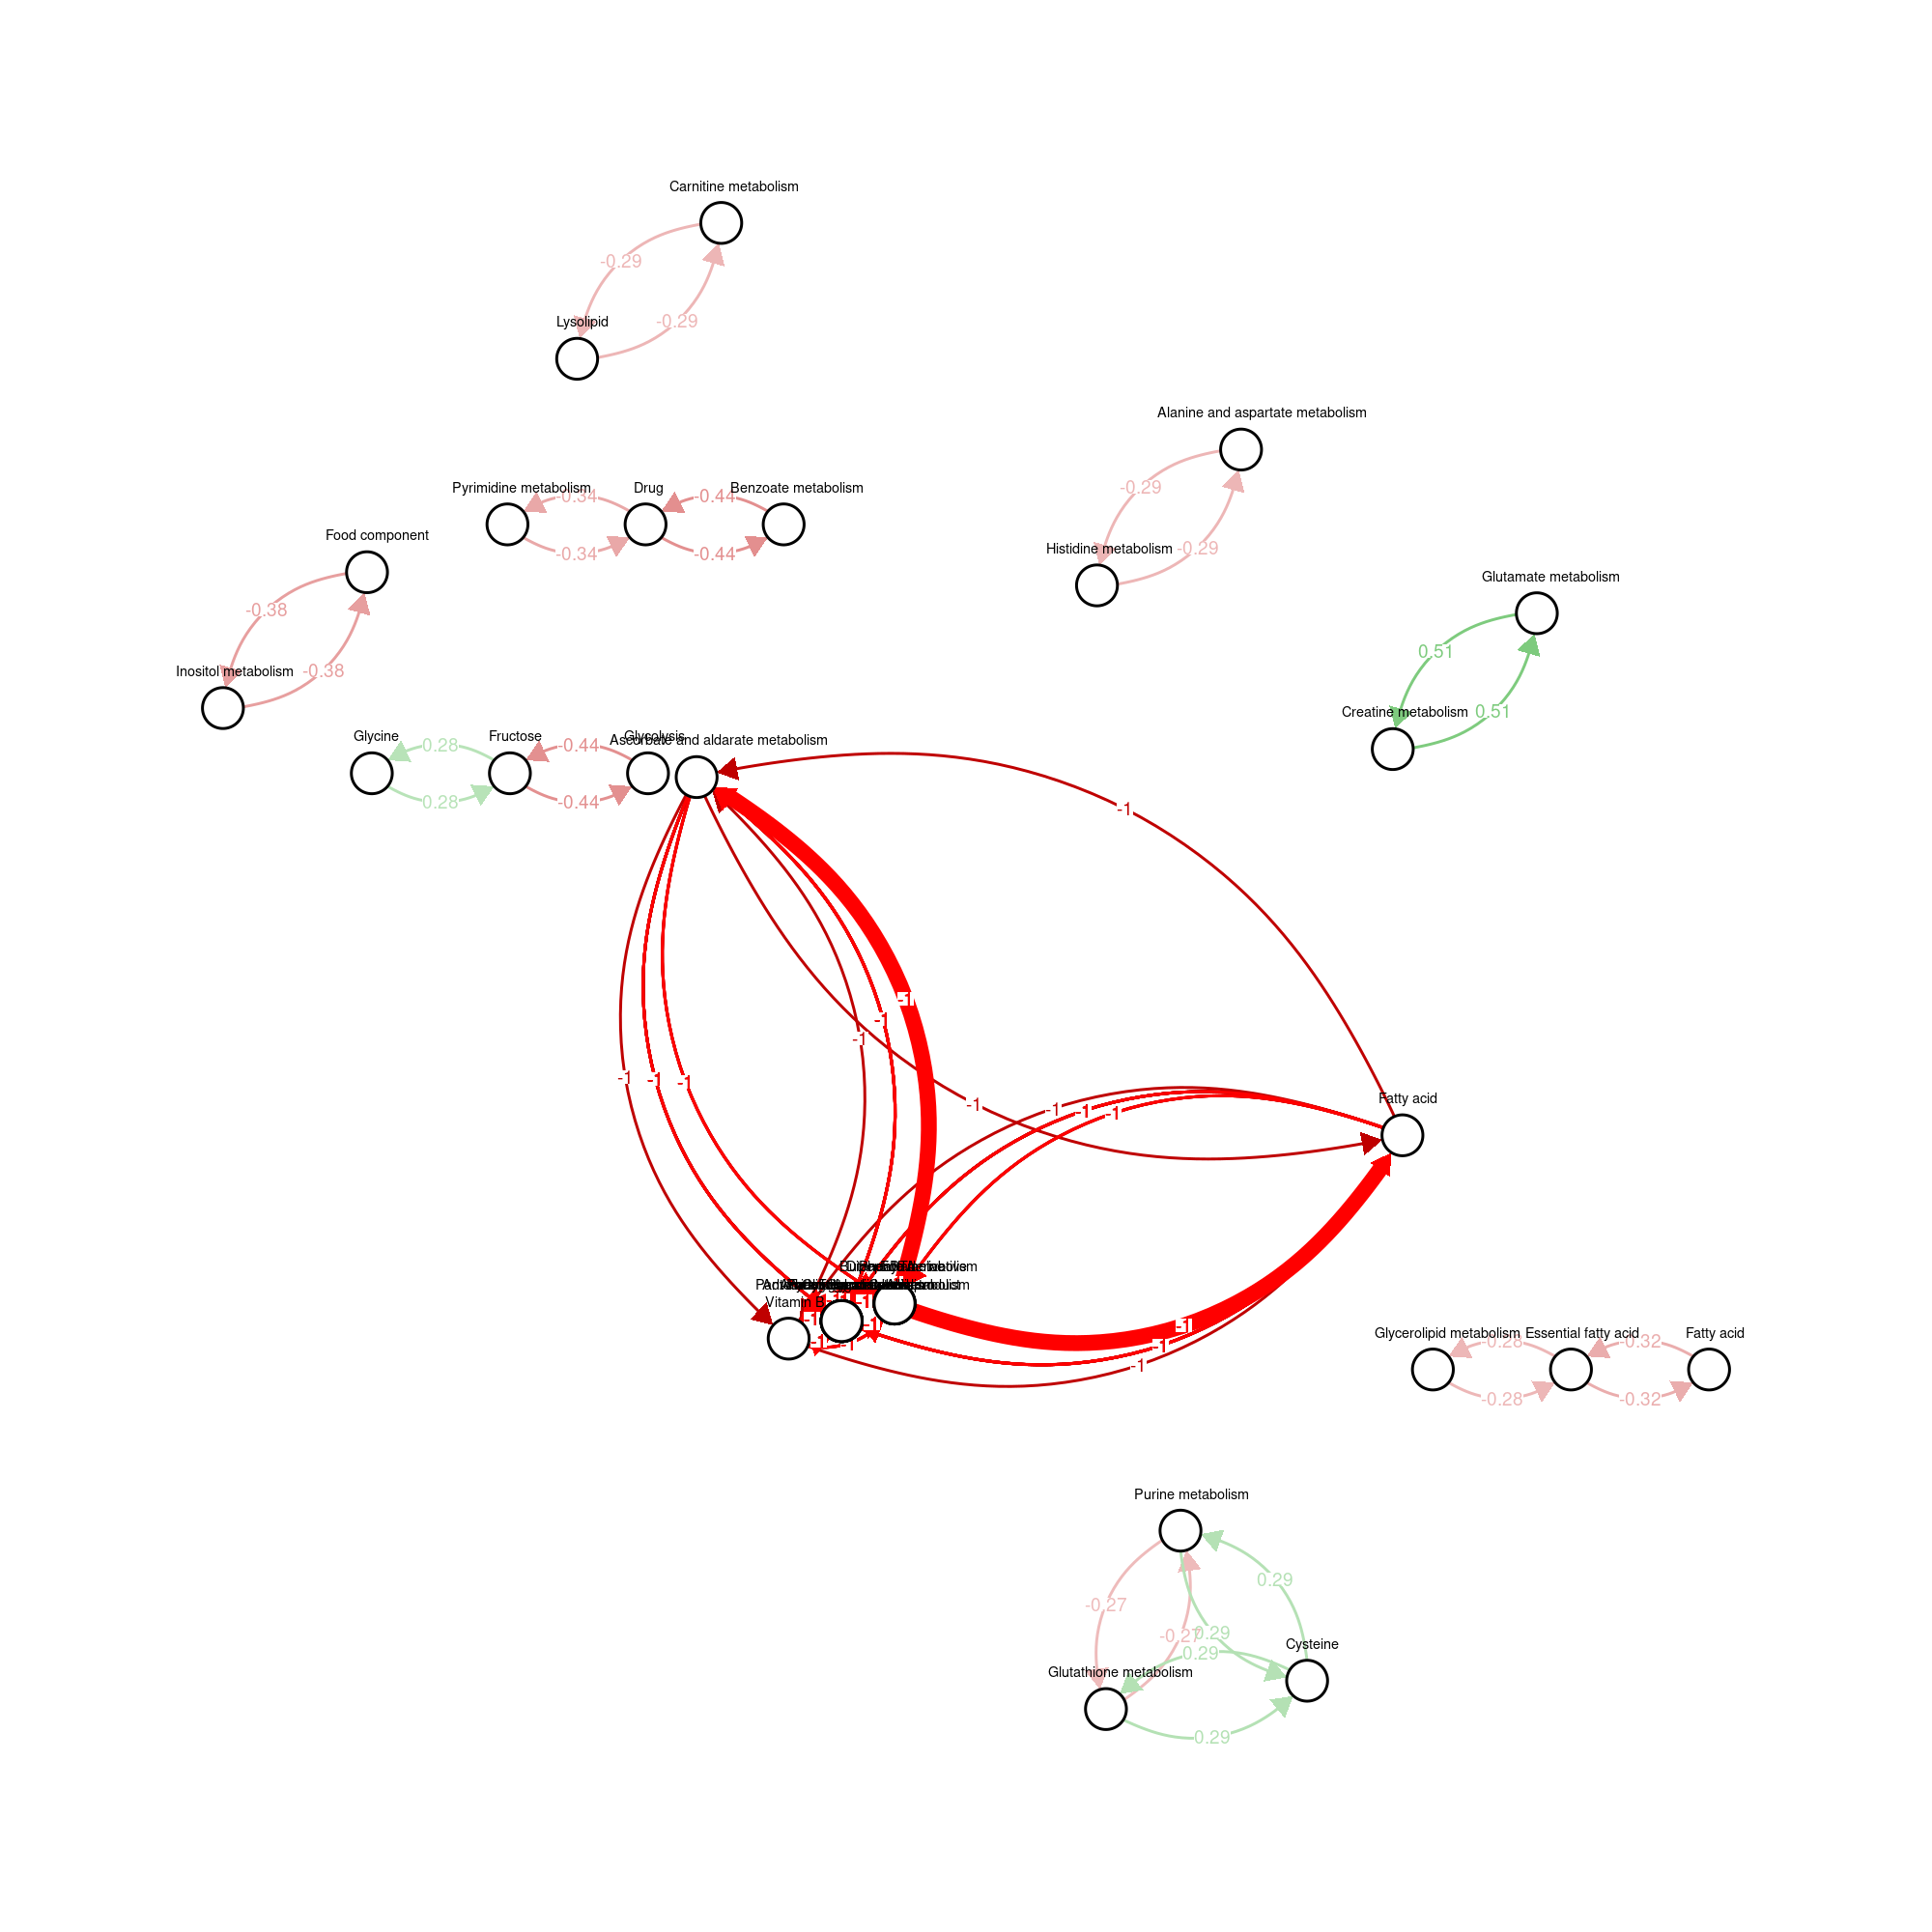 Carnitine metabolism
-0.29
Lysolipid
-0.29
Alanine and aspartate metabolism
-0.29
Histidine metabolism
-0.29
Pyrimidine metabolism
Drug
Benzoate metabolism
-0.34
-0.44
-0.34
-0.44
Food component
-0.38
Inositol metabolism
-0.38
Glutamate metabolism
0.51
Creatine metabolism
0.51
Glycine
Fructose
Glycolysis
Ascorbate and aldarate metabolism
0.28
-0.44
0.28
-0.44
-1
-1
-1
-1
-1
-1
-1
-1
-1
-1
-1
Fatty acid
-1
Vitamin B
-1
-1
-1
-1
-1
-1
-1
-1
Glycerolipid metabolism
Essential fatty acid
Fatty acid
-0.28
-0.32
-0.28
-0.32
Purine metabolism
0.29
-0.27
-0.27
0.29
0.29
Cysteine
Glutathione metabolism
0.29